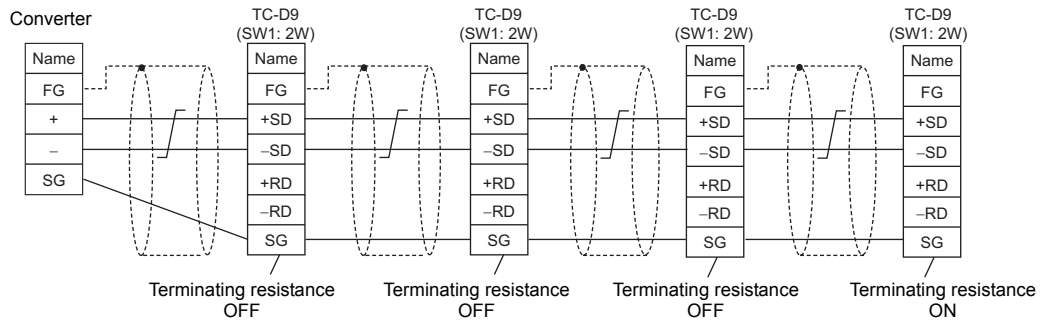 Converter
Name
FG
+
−
SG
TC-D9
(SW1: 2W)
Name
FG
+SD
−SD
+RD
−RD
SG
Terminating resistance
OFF
TC-D9
(SW1: 2W)
Name
FG
+SD
−SD
+RD
−RD
SG
Terminating resistance
OFF
TC-D9
(SW1: 2W)
Name
FG
+SD
−SD
+RD
−RD
SG
Terminating resistance
OFF
TC-D9
(SW1: 2W)
Name
FG
+SD
−SD
+RD
−RD
SG
Terminating resistance
ON